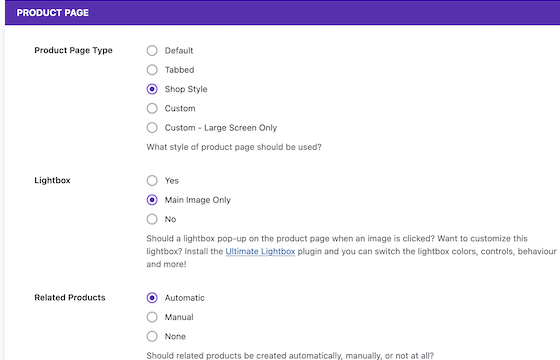 PRODUCT PAGE
Product Page Type
Default
Tabbed
Shop Style
Custom
Custom - Large Screen Only
What style of product page should be used?
Lightbox
Yes
Main Image Only
No
Should a lightbox pop-up on the product page when an image is clicked? Want to customize this
lightbox? Install the Ultimate Lightbox plugin and you can switch the lightbox colors, controls, behaviour
and more!
Related Products
Automatic
Manual
None
Should related products be created automatically, manually, or not at all?